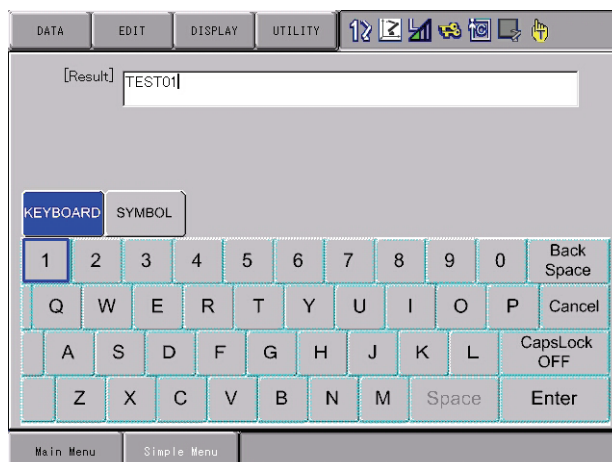 DATA EDIT DISPLAY UTILITY
[Result] TEST01
KEYBOARD SYMBOL
1 2 3 4 5 6 7 8 9 0 Back Space
Q W E R T Y U I O P Cancel
A S D F G H J K L CapsLock OFF
Z X C V B N M Space Enter
Main Menu Simple Menu